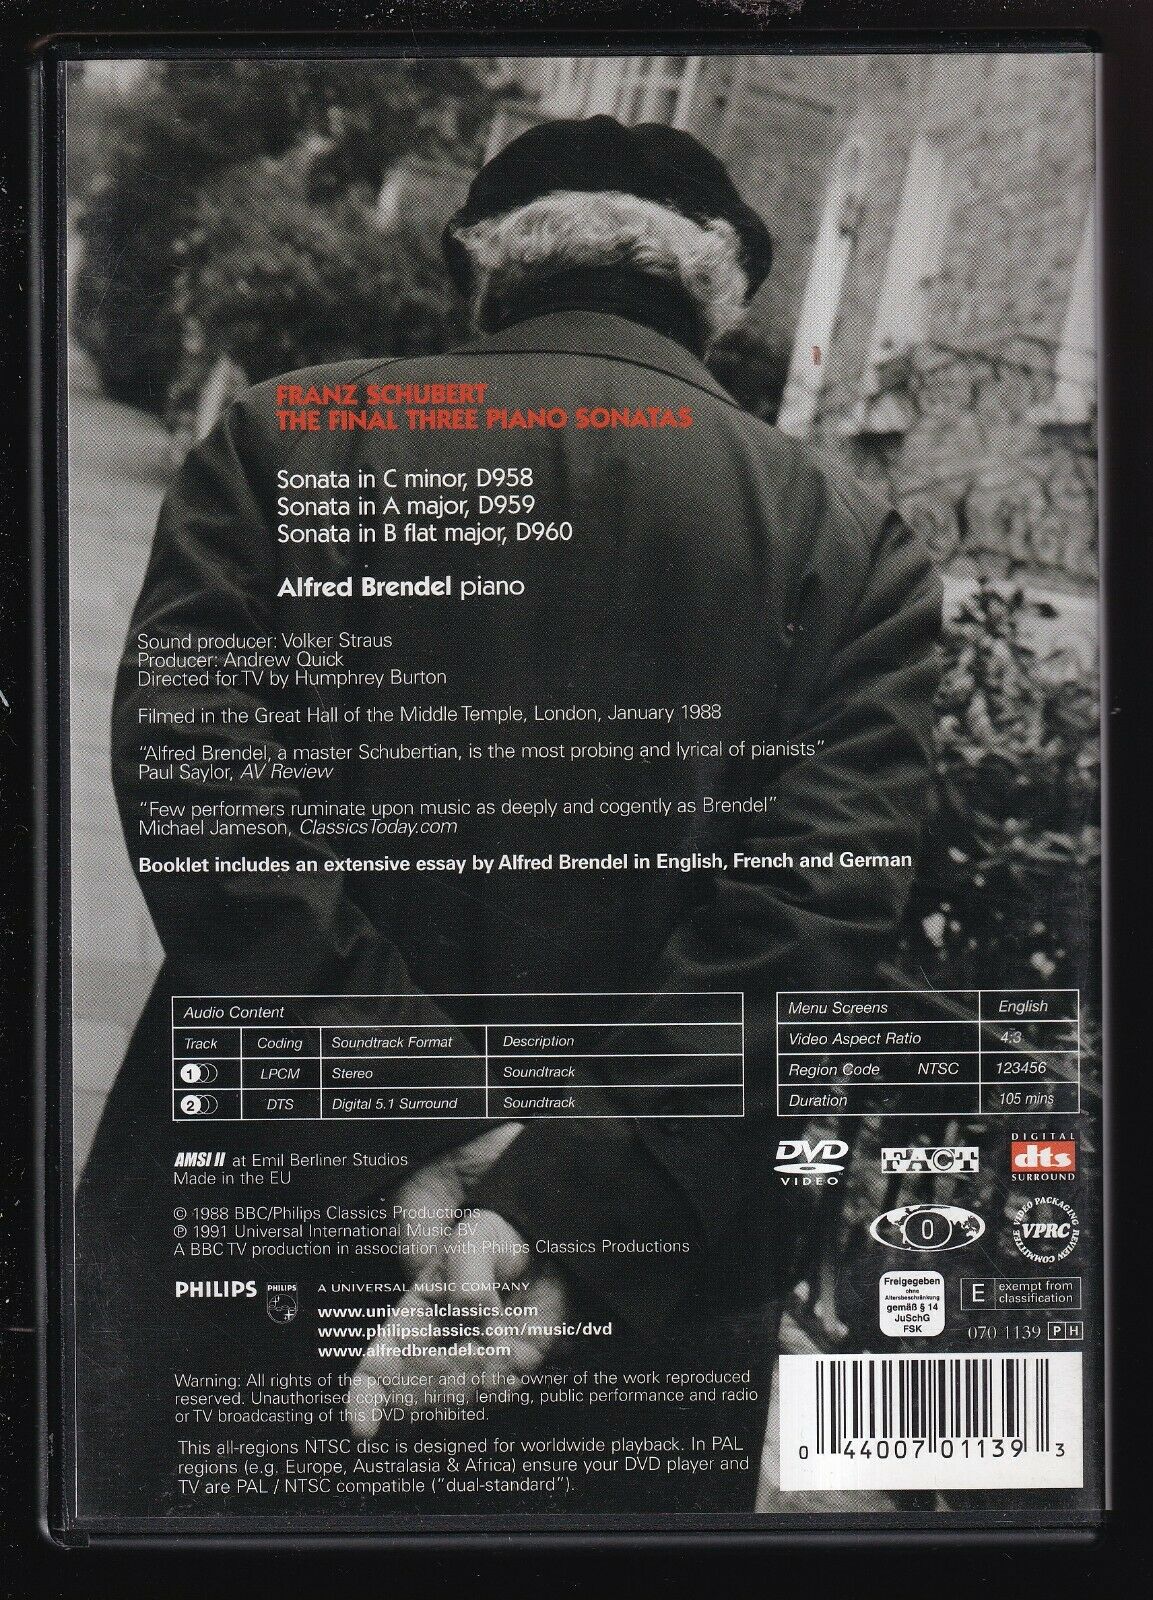 FRANZ SCHUBERT
THE FINAL THREE PIANO SONATAS
Sonata in C minor, D958
Sonata in A major, D959
Sonata in B flat major, D960
Alfred Brendel piano
Sound producer: Volker Straus
Producer: Andrew Quick
Directed for TV by Humphrey Burton
Filmed in the Great Hall of the Middle Temple, London, January 1988
“Alfred Brendel, a master Schubertian, is the most probing and lyrical of pianists”
Paul Saylor, AV Review
“Few performers ruminate upon music as deeply and cogently as Brendel”
Michael Jameson, ClassicsToday.com
Booklet includes an extensive essay by Alfred Brendel in English, French and German
Audio Content
Track Coding Soundtrack Format Description
1 LPCM Stereo Soundtrack
2 DTS Digital 5.1 Surround Soundtrack
Menu Screens English
Video Aspect Ratio 4:3
Region Code NTSC 123456
Duration 105 mins
AMSI II at Emil Berliner Studios
Made in the EU
© 1988 BBC/Philips Classics Productions
℗ 1991 Universal International Music BV
A BBC TV production in association with Philips Classics Productions
PHILIPS PHILIPS A UNIVERSAL MUSIC COMPANY
www.universalclassics.com
www.philipsclassics.com/music/dvd
www.alfredbrendel.com
Warning: All rights of the producer and of the owner of the work reproduced
reserved. Unauthorised copying, hiring, lending, public performance and radio
or TV broadcasting of this DVD prohibited.
This all-regions NTSC disc is designed for worldwide playback. In PAL
regions (e.g. Europe, Australasia & Africa) ensure your DVD player and
TV are PAL / NTSC compatible (“dual-standard”).
DVD
VIDEO
FACT
DIGITAL
dts
SURROUND
0
VIDEO PACKAGING REVIEW COMMITTEE
VPRC
Freigegeben
ohne
Altersbeschränkung
gemäß § 14
JuSchG
FSK
E exempt from
classification
070 1139 P H
0 44007 01139 3